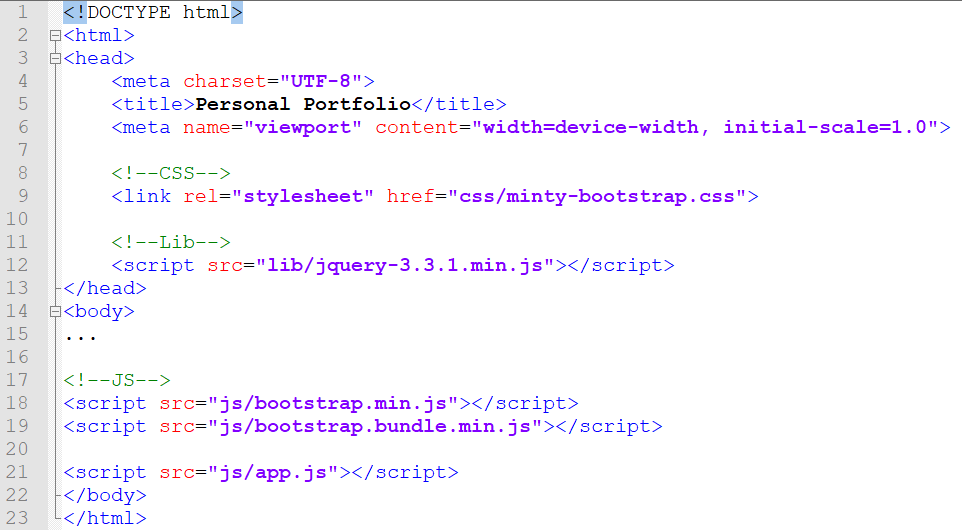 1 <!DOCTYPE html>
2 <html>
3 <head>
4 <meta charset="UTF-8">
5 <title>Personal Portfolio</title>
6 <meta name="viewport" content="width=device-width, initial-scale=1.0">
7
8 <!--CSS-->
9 <link rel="stylesheet" href="css/minty-bootstrap.css">
10
11 <!--Lib-->
12 <script src="lib/jquery-3.3.1.min.js"></script>
13 </head>
14 <body>
15 ...
16
17 <!--JS-->
18 <script src="js/bootstrap.min.js"></script>
19 <script src="js/bootstrap.bundle.min.js"></script>
20
21 <script src="js/app.js"></script>
22 </body>
23 </html>